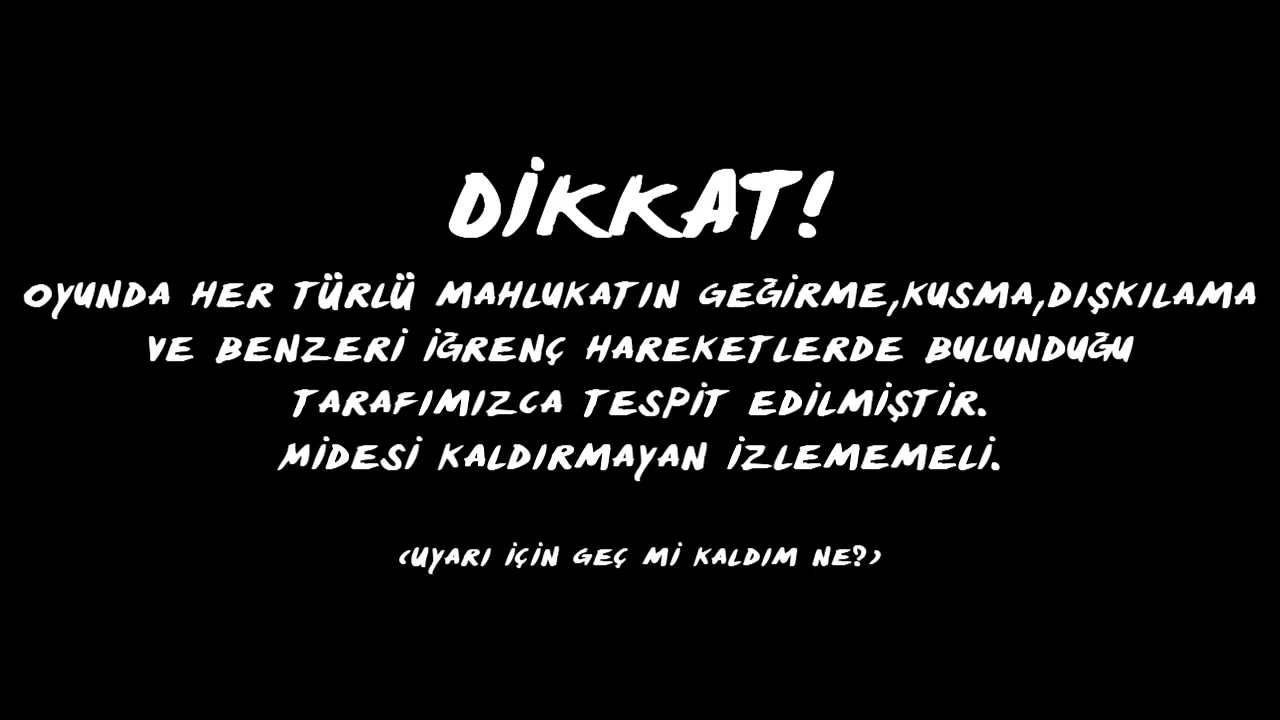 DİKKAT!
OYUNDA HER TÜRLÜ MAHLUKATIN GEĞİRME,KUSMA,DIŞKILAMA
VE BENZERİ İĞRENÇ HAREKETLERDE BULUNDUĞU
TARAFIMIZCA TESPİT EDİLMİŞTİR.
MİDESİ KALDIRMAYAN İZLEMEMELİ.
(UYARI İÇİN GEÇ Mİ KALDIM NE?)